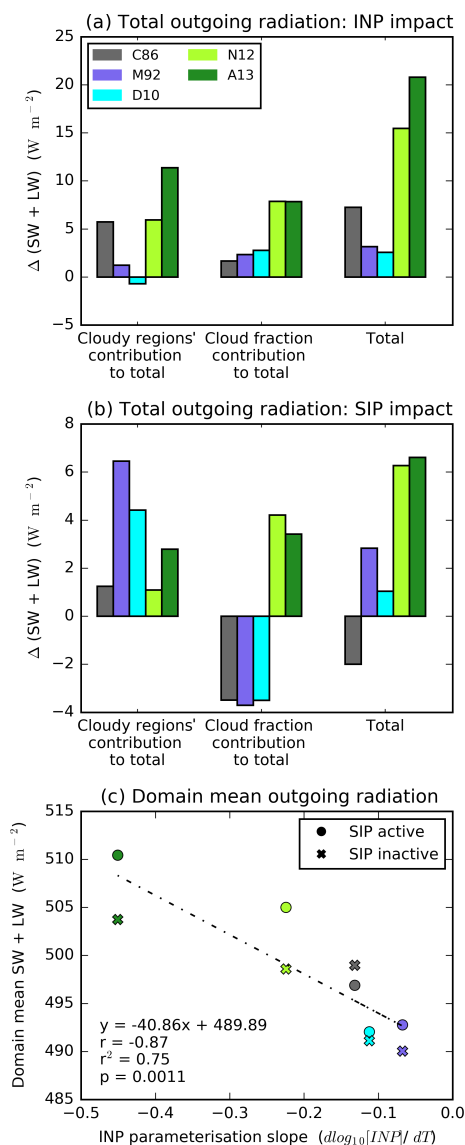 (a) Total outgoing radiation: INP impact
C86
M92
D10
N12
A13
Δ (SW + LW) (W m⁻²)
25
20
15
10
5
0
−5
Cloudy regions' contribution to total
Cloud fraction contribution to total
Total
(b) Total outgoing radiation: SIP impact
Δ (SW + LW) (W m⁻²)
8
6
4
2
0
−2
−4
Cloudy regions' contribution to total
Cloud fraction contribution to total
Total
(c) Domain mean outgoing radiation
SIP active
SIP inactive
Domain mean SW + LW (W m⁻²)
515
510
505
500
495
490
485
y = -40.86x + 489.89
r = -0.87
r² = 0.75
p = 0.0011
−0.5 −0.4 −0.3 −0.2 −0.1 0.0
INP parameterisation slope (dlog₁₀[INP]/ dT)